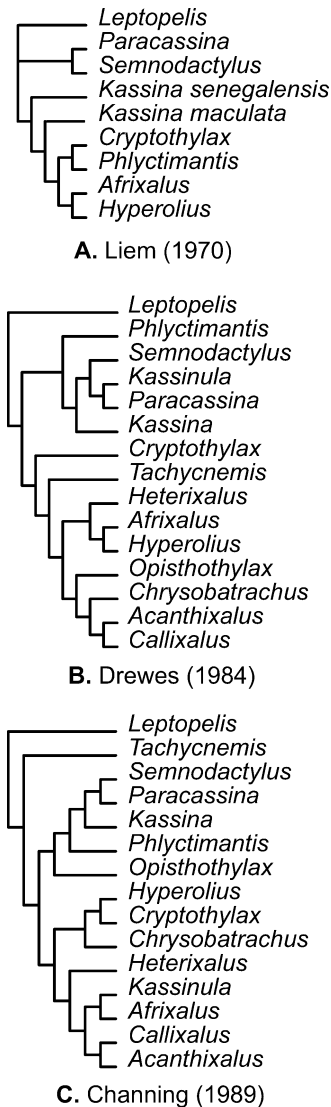 Leptopelis
Paracassina
Semnodactylus
Kassina senegalensis
Kassina maculata
Cryptothylax
Phlyctimantis
Afrixalus
Hyperolius
A. Liem (1970)
Leptopelis
Phlyctimantis
Semnodactylus
Kassinula
Paracassina
Kassina
Cryptothylax
Tachycnemis
Heterixalus
Afrixalus
Hyperolius
Opisthothylax
Chrysobatrachus
Acanthixalus
Callixalus
B. Drewes (1984)
Leptopelis
Tachycnemis
Semnodactylus
Paracassina
Kassina
Phlyctimantis
Opisthothylax
Hyperolius
Cryptothylax
Chrysobatrachus
Heterixalus
Kassinula
Afrixalus
Callixalus
Acanthixalus
C. Channing (1989)